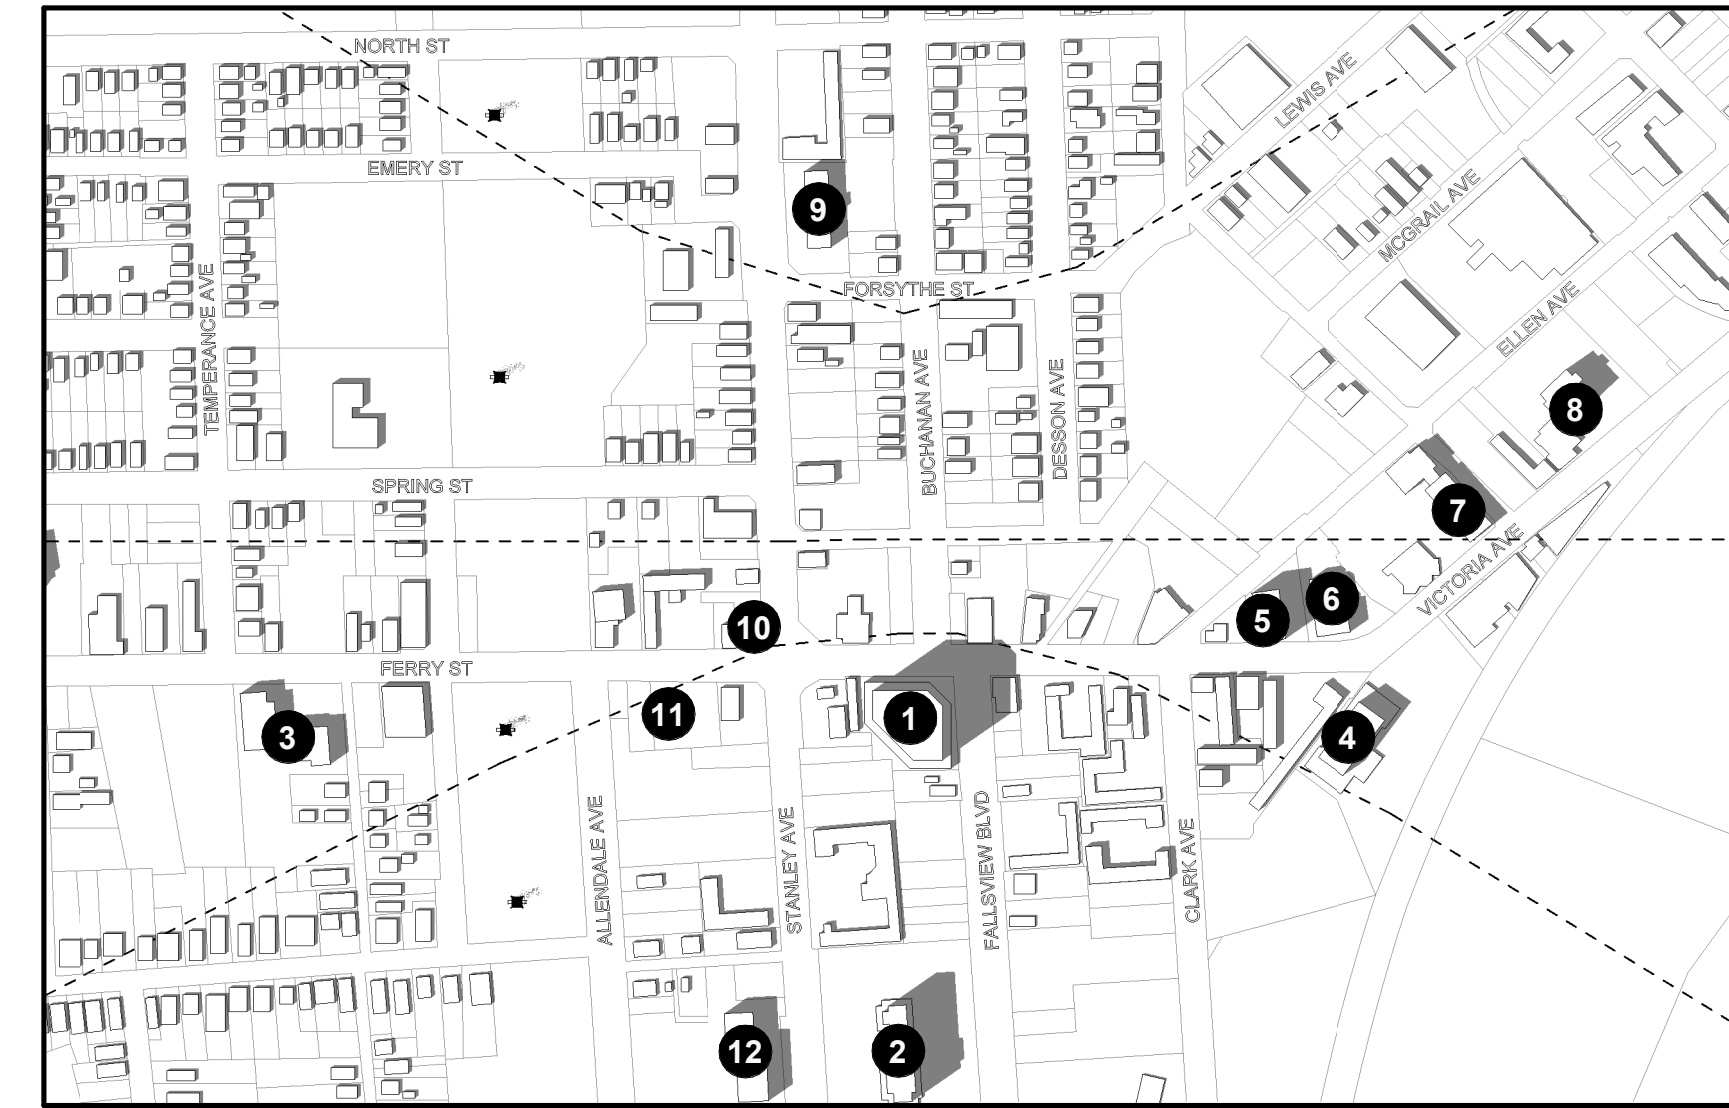 NORTH ST
LEWIS AVE
EMERY ST
9
MCGRAIL AVE
TEMPERANCE AVE
FORSYTHE ST
ELLEN AVE
BUCHANAN AVE
DESSON AVE
8
SPRING ST
7
VICTORIA AVE
6
5
10
FERRY ST
11
1
3
4
ALLENDALE AVE
STANLEY AVE
FALLSVIEW BLVD
CLARK AVE
12
2